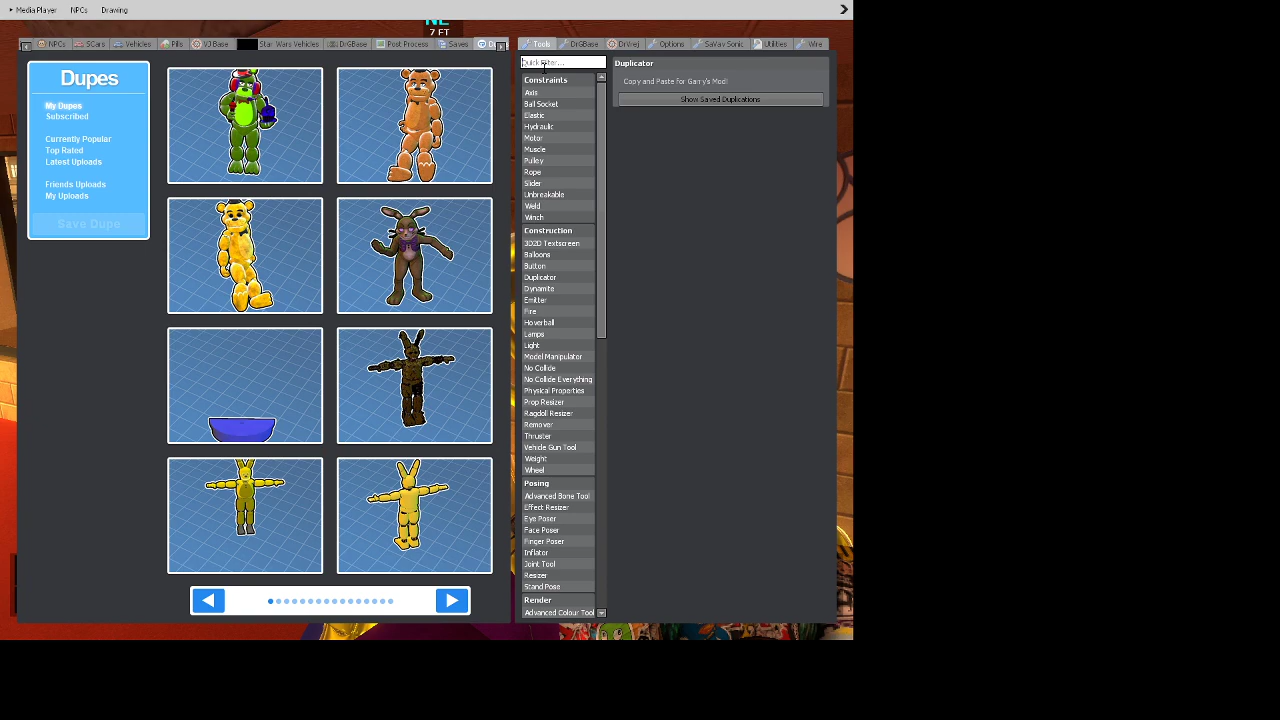 Media Player NPCs Drawing
7 FT
NPCs SCars Vehicles Pills VJ Base Star Wars Vehicles DrGBase Post Process Saves
Tools DrGBase DrVrej Options SaVav Sonic Utilities Wire
Dupes
My Dupes
Subscribed
Currently Popular
Top Rated
Latest Uploads
Friends Uploads
My Uploads
Save Dupe
Quick Filter...
Constraints
Axis
Ball Socket
Elastic
Hydraulic
Motor
Muscle
Pulley
Rope
Slider
Unbreakable
Weld
Winch
Construction
3D2D Textscreen
Balloons
Button
Duplicator
Dynamite
Emitter
Fire
Hoverball
Lamps
Light
Model Manipulator
No Collide
No Collide Everything
Physical Properties
Prop Resizer
Ragdoll Resizer
Remover
Thruster
Vehicle Gun Tool
Weight
Wheel
Posing
Advanced Bone Tool
Effect Resizer
Eye Poser
Face Poser
Finger Poser
Inflator
Joint Tool
Resizer
Stand Pose
Render
Advanced Colour Tool
Duplicator
Copy and Paste for Garry's Mod!
Show Saved Duplications